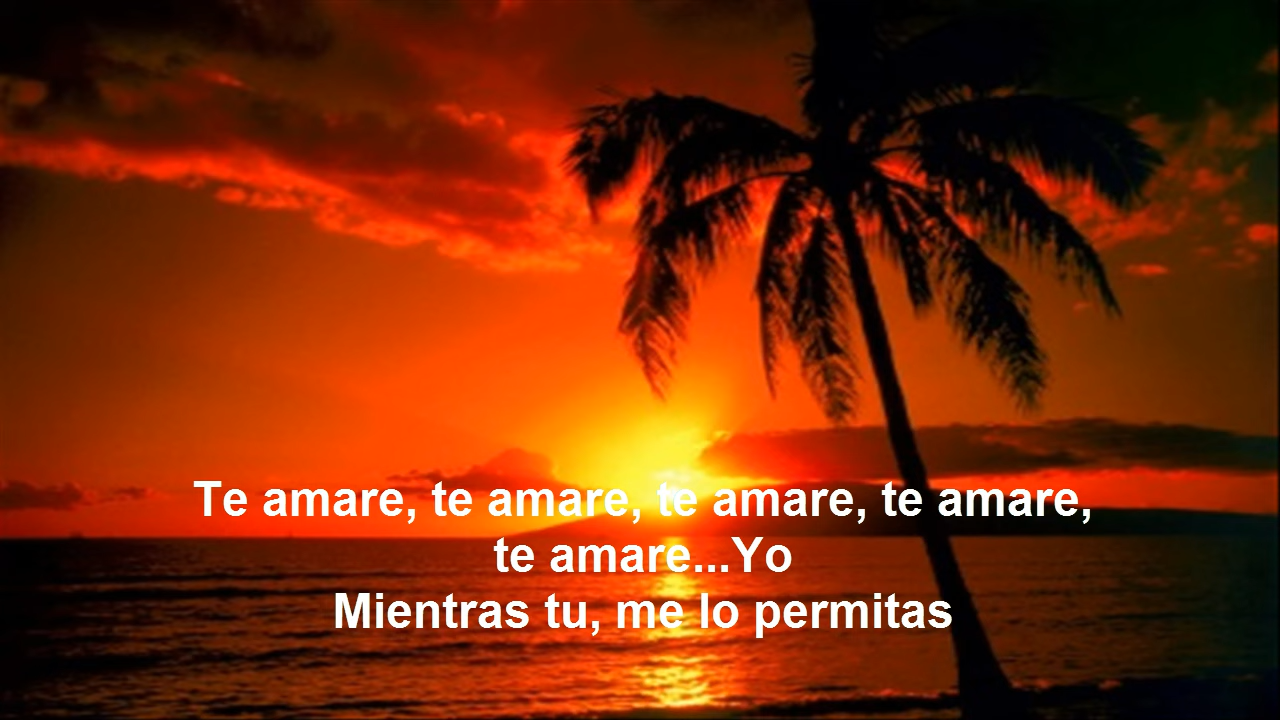 Te amare, te amare, te amare, te amare,
te amare...Yo
Mientras tu, me lo permitas